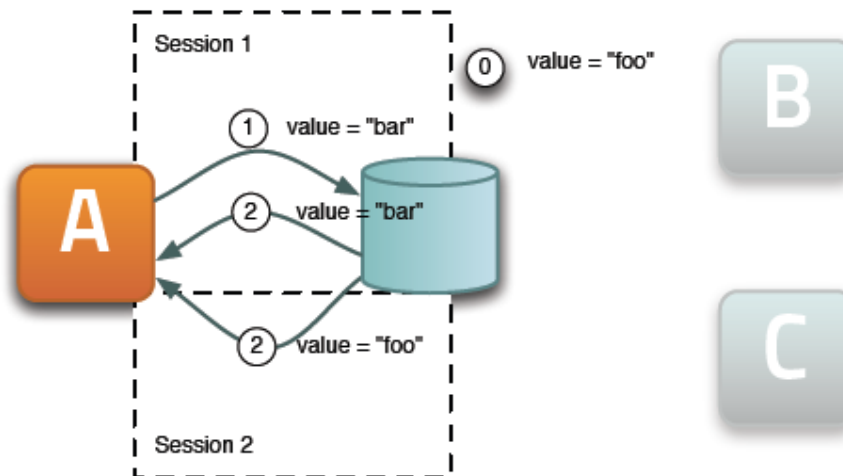 Session 1
0 value = "foo"
B
1 value = "bar"
A
2 value = "bar"
2 value = "foo"
C
Session 2